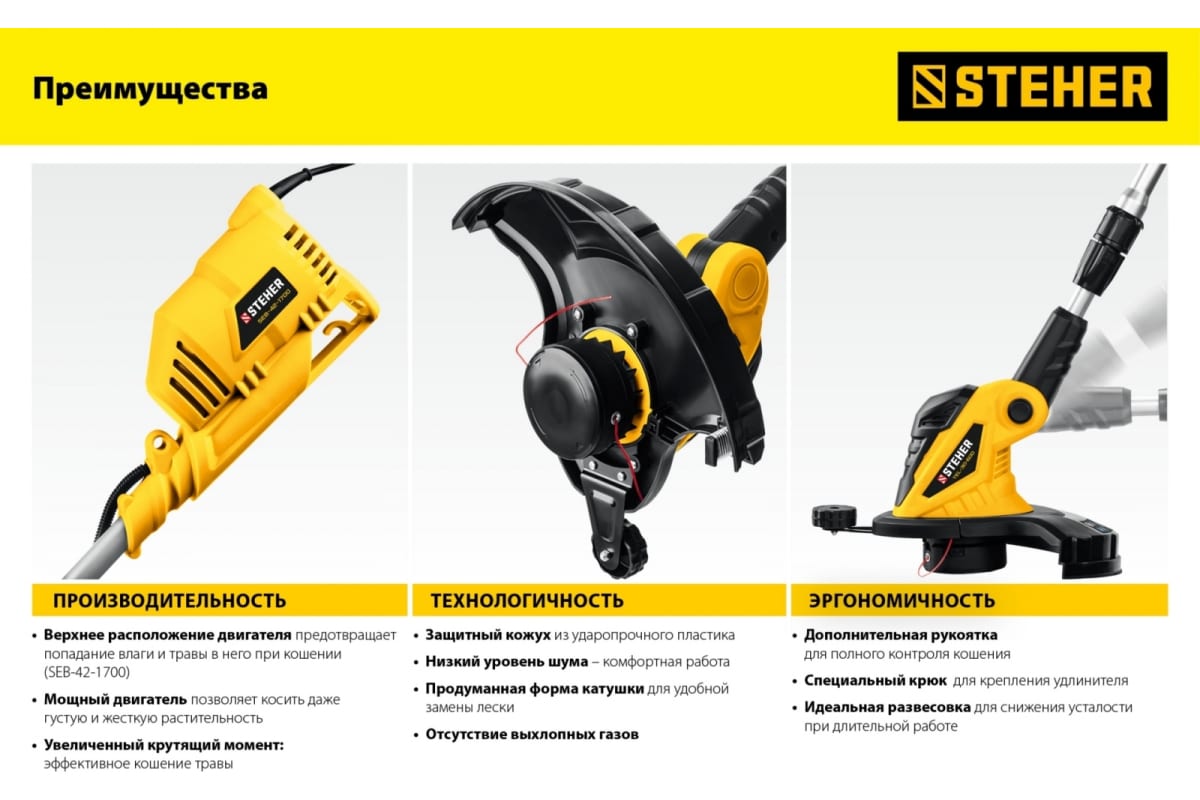 Преимущества
STEHER
STEHER
SEB-42-1700
STEHER
ПРОИЗВОДИТЕЛЬНОСТЬ
• Верхнее расположение двигателя предотвращает
попадание влаги и травы в него при кошении
(SEB-42-1700)
• Мощный двигатель позволяет косить даже
густую и жесткую растительность
• Увеличенный крутящий момент:
эффективное кошение травы
ТЕХНОЛОГИЧНОСТЬ
• Защитный кожух из ударопрочного пластика
• Низкий уровень шума – комфортная работа
• Продуманная форма катушки для удобной
замены лески
• Отсутствие выхлопных газов
ЭРГОНОМИЧНОСТЬ
• Дополнительная рукоятка
для полного контроля кошения
• Специальный крюк для крепления удлинителя
• Идеальная развесовка для снижения усталости
при длительной работе